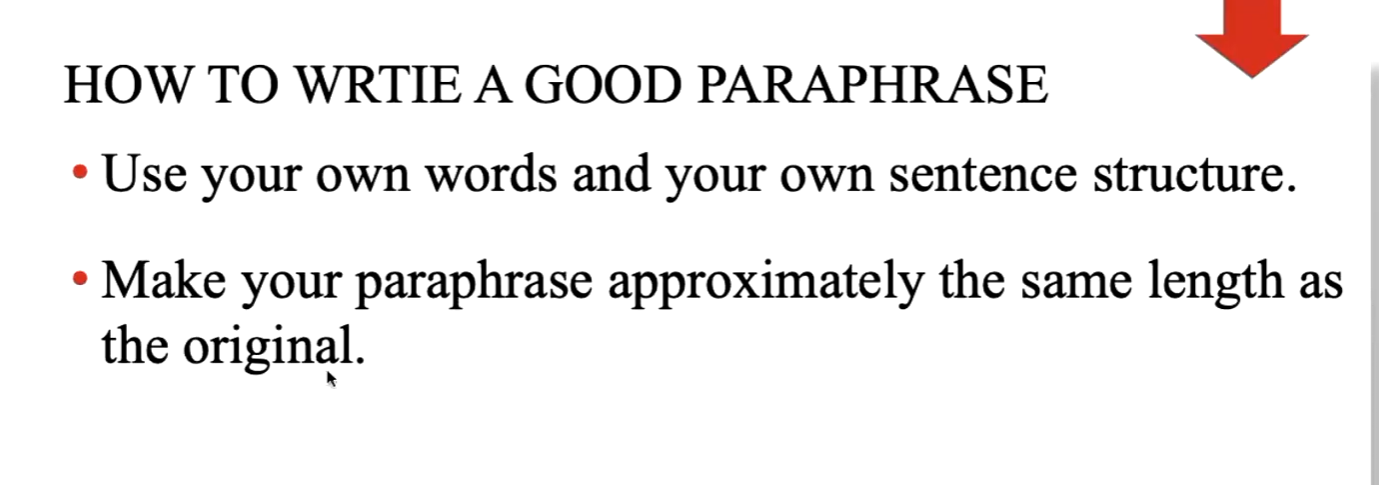 HOW TO WRTIE A GOOD PARAPHRASE
• Use your own words and your own sentence structure.
• Make your paraphrase approximately the same length as
the original.